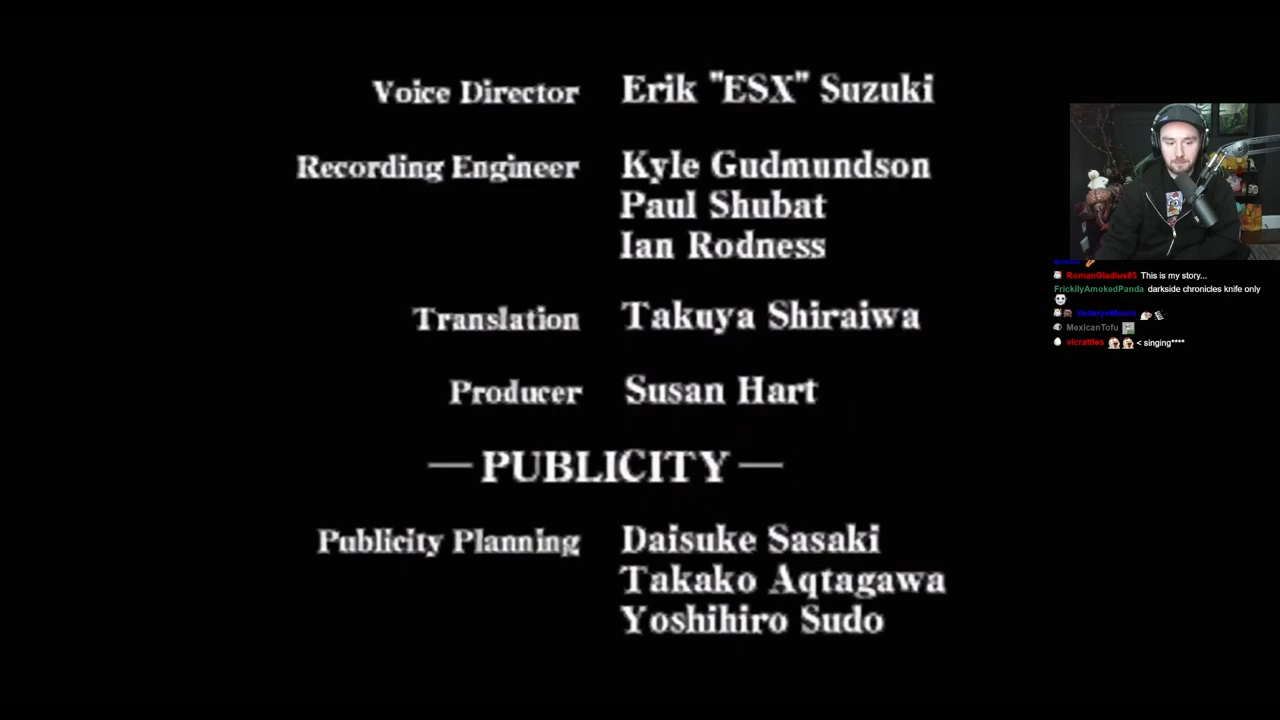 Voice Director Erik "ESX" Suzuki
Recording Engineer Kyle Gudmundson
Paul Shubat
Ian Rodness
Translation Takuya Shiraiwa
Producer Susan Hart
— PUBLICITY —
Publicity Planning Daisuke Sasaki
Takako Aqtagawa
Yoshihiro Sudo
RomanGladius85 This is my story...
FrickilyAmokedPanda darkside chronicles knife only
MexicanTofu
vicrattles < singing****